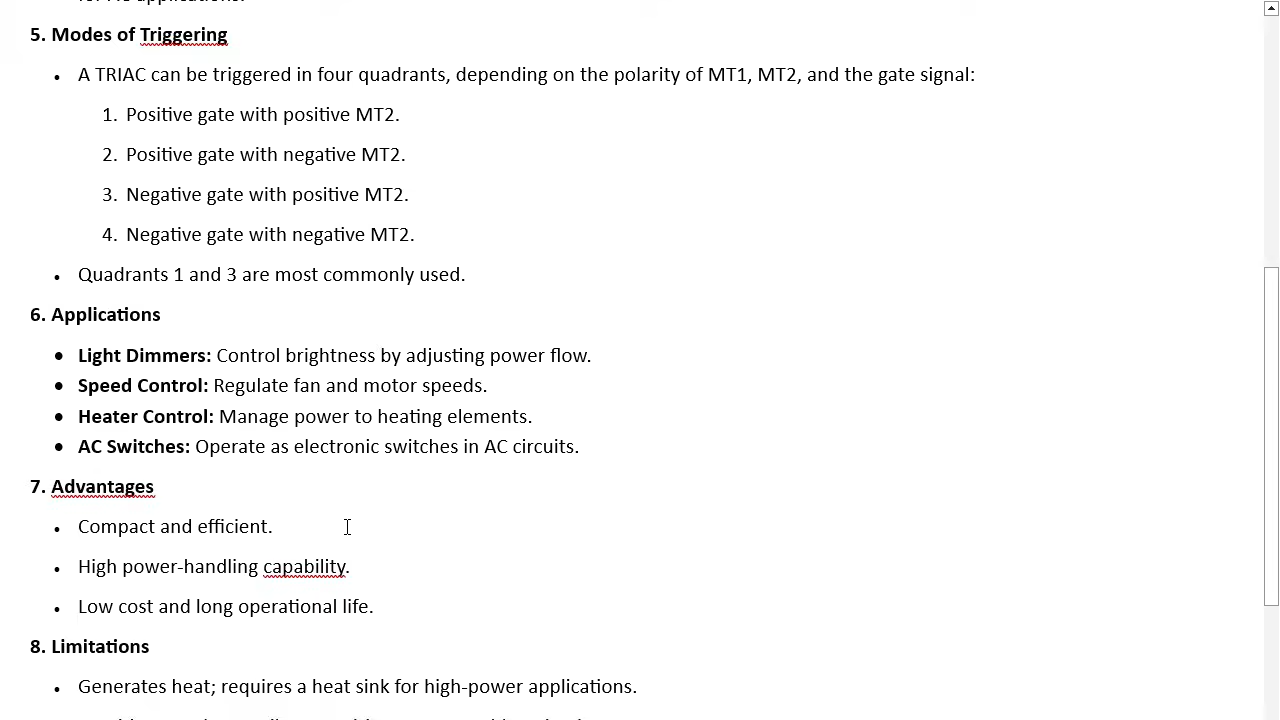 5. Modes of Triggering
• A TRIAC can be triggered in four quadrants, depending on the polarity of MT1, MT2, and the gate signal:
1. Positive gate with positive MT2.
2. Positive gate with negative MT2.
3. Negative gate with positive MT2.
4. Negative gate with negative MT2.
• Quadrants 1 and 3 are most commonly used.
6. Applications
• Light Dimmers: Control brightness by adjusting power flow.
• Speed Control: Regulate fan and motor speeds.
• Heater Control: Manage power to heating elements.
• AC Switches: Operate as electronic switches in AC circuits.
7. Advantages
• Compact and efficient.
• High power-handling capability.
• Low cost and long operational life.
8. Limitations
• Generates heat; requires a heat sink for high-power applications.